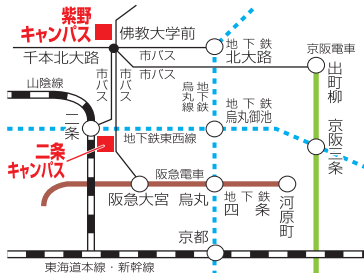 紫野
キャンパス
佛教大学前
千本北大路
市バス
市バス
地下鉄
北大路
京阪電車
出町柳
山陰線
市バス
市バス
烏丸線
地下鉄
地下鉄
烏丸御池
二条
地下鉄東西線
京阪三条
二条
キャンパス
阪急電車
阪急大宮
烏丸
地下鉄
四条
河原町
京都
東海道本線・新幹線